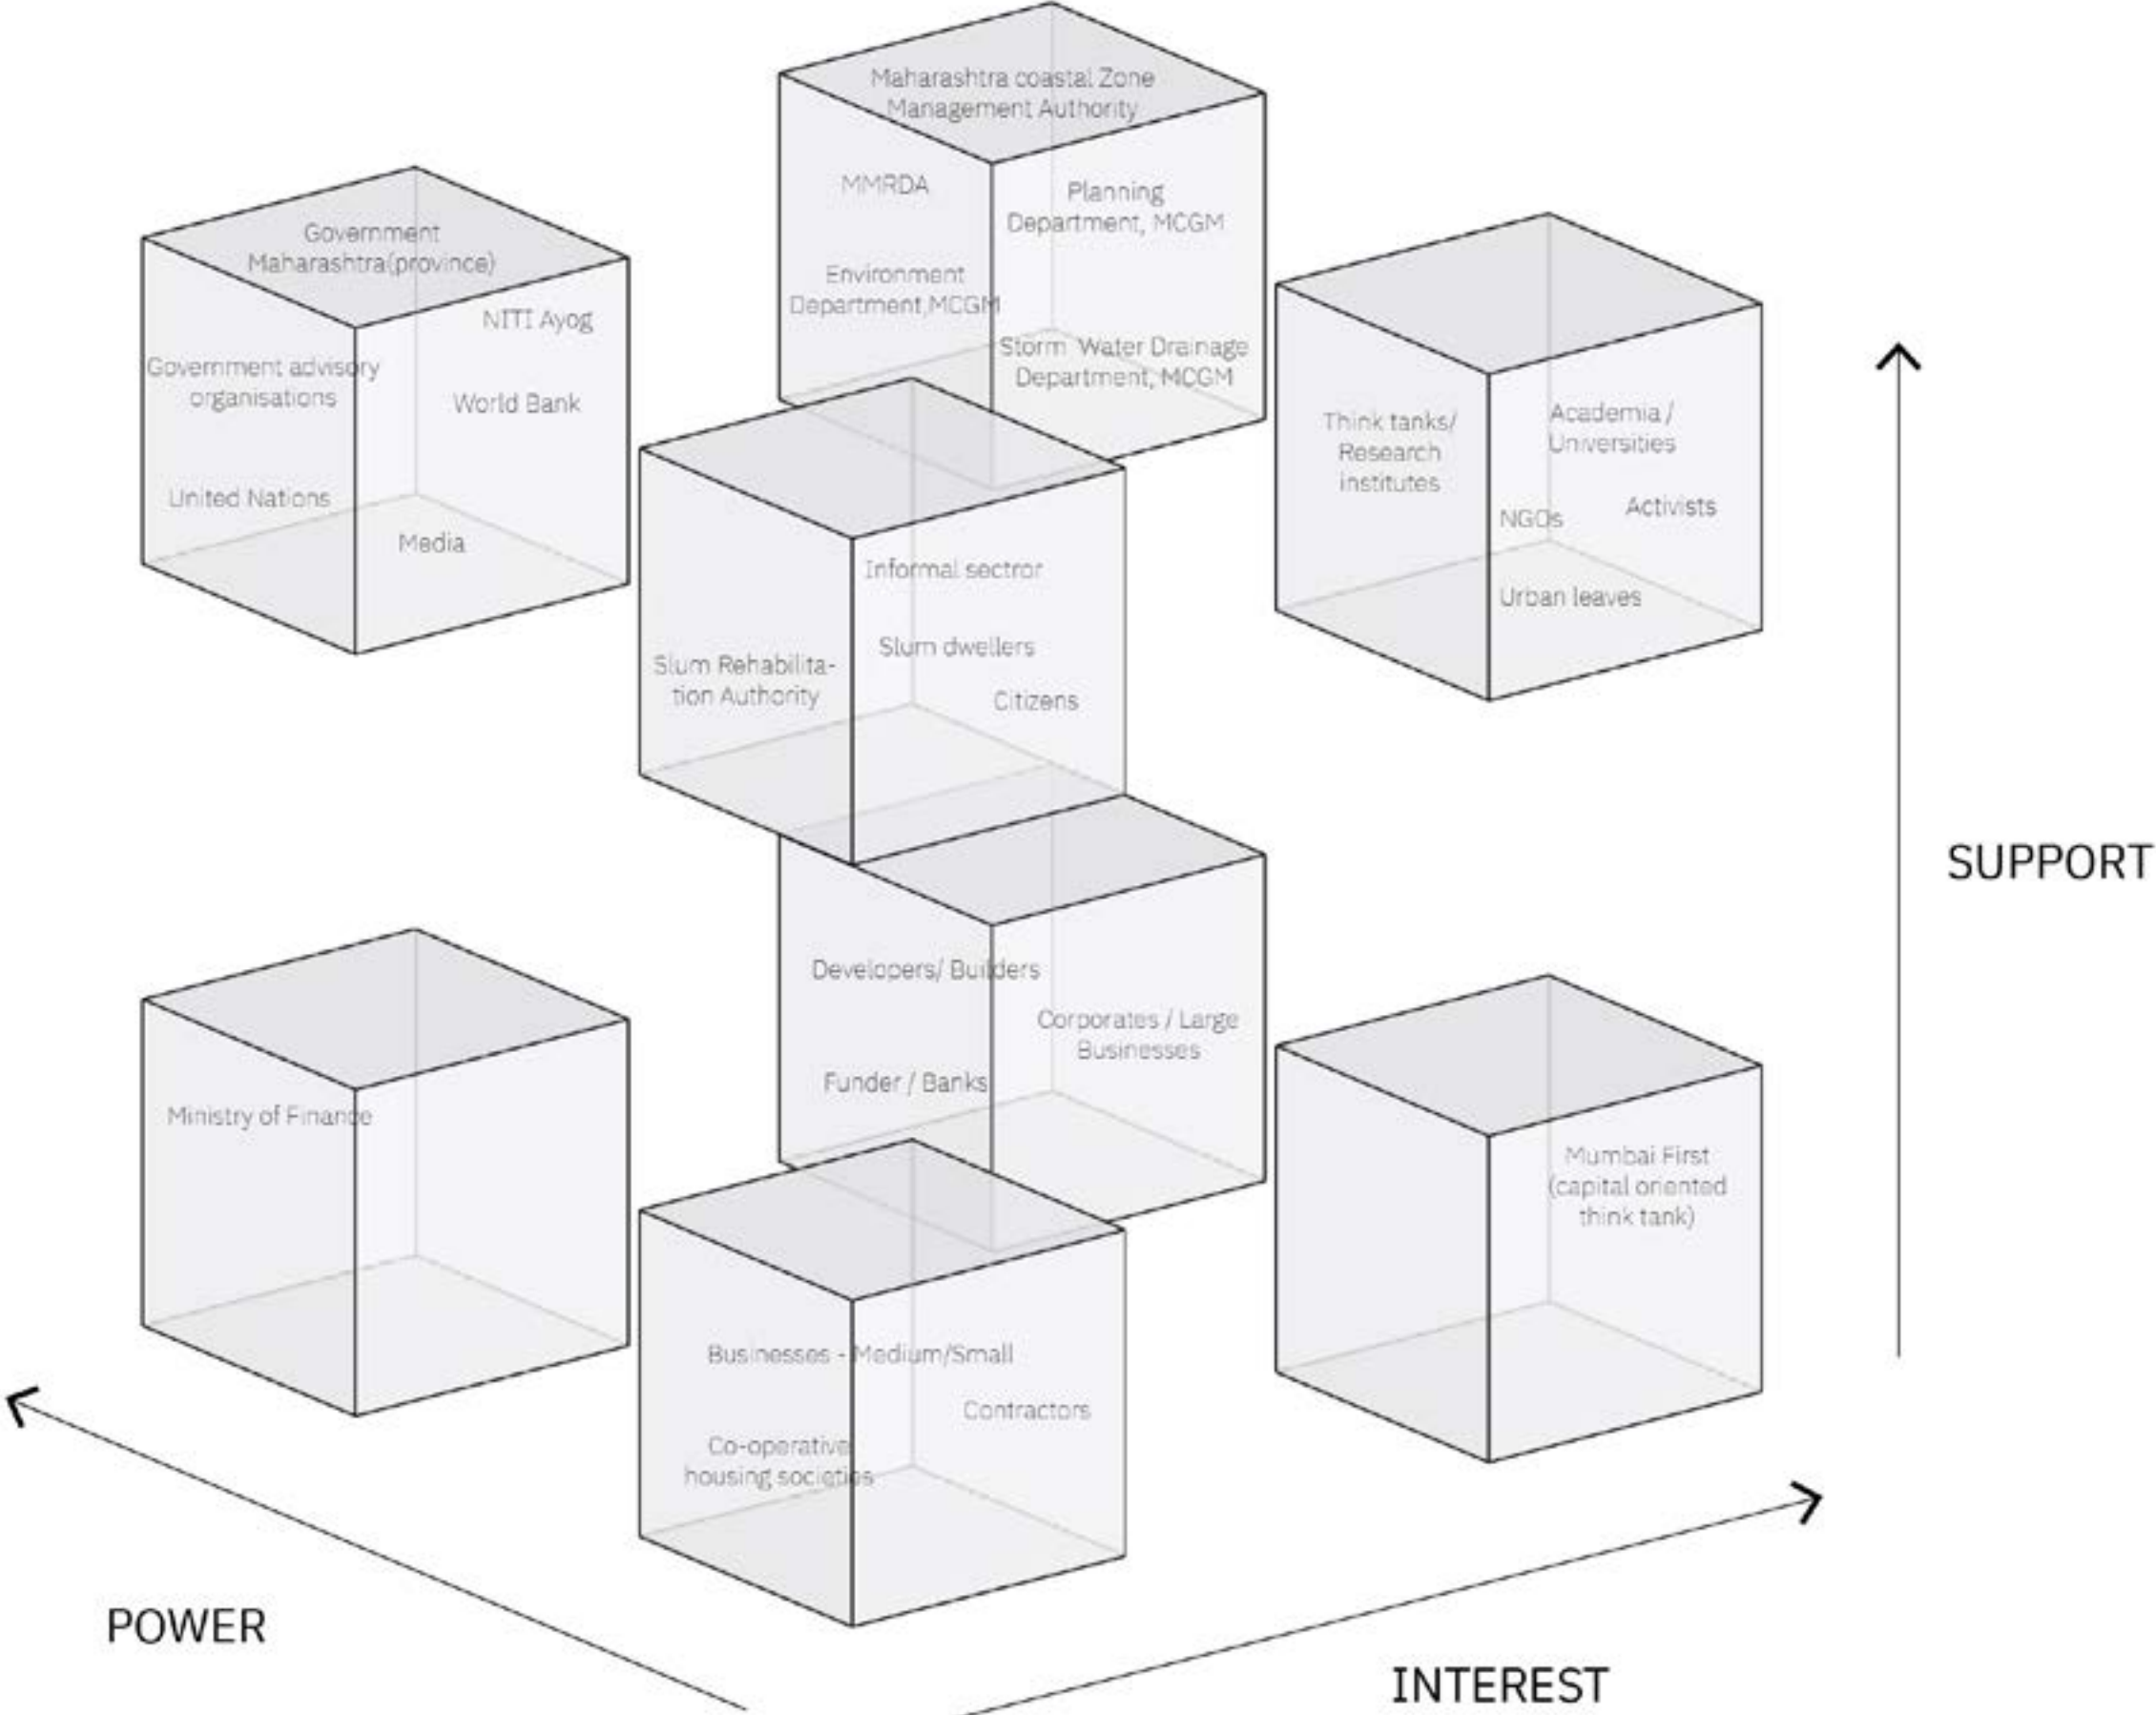 Maharashtra coastal Zone
Management Authority
MMRDA
Planning
Department, MCGM
Environment
Department,MCGM
Storm Water Drainage
Department, MCGM
Government
Maharashtra(province)
NITI Ayog
Government advisory
organisations
World Bank
United Nations
Media
Think tanks/
Research
institutes
Academia /
Universities
NGOs
Activists
Urban leaves
Informal sectror
Slum dwellers
Slum Rehabilita-
tion Authority
Citizens
SUPPORT
Developers/ Builders
Corporates / Large
Businesses
Funder / Banks
Ministry of Finance
Mumbai First
(capital oriented
think tank)
Businesses - Medium/Small
Contractors
Co-operative
housing societies
POWER
INTEREST